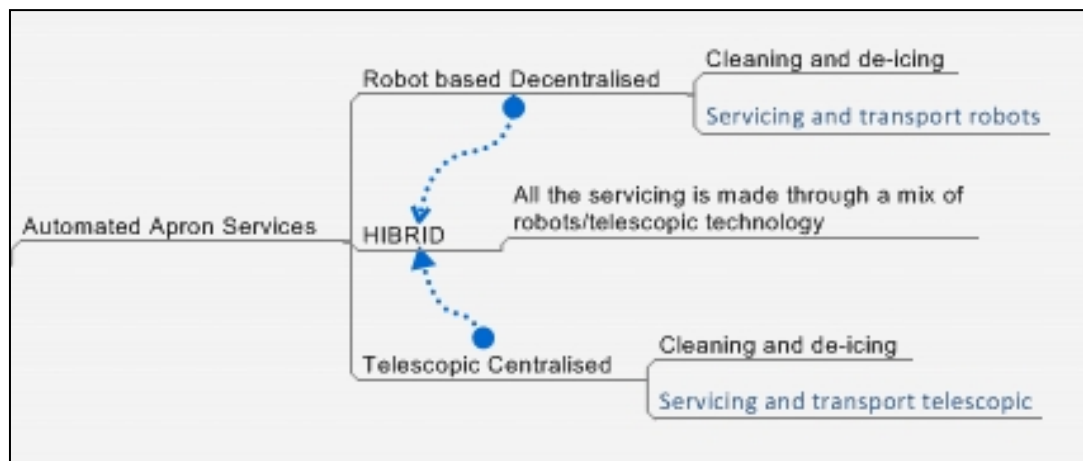 Cleaning and de-icing
Robot based Decentralised
Servicing and transport robots
All the servicing is made through a mix of
robots/telescopic technology
Automated Apron Services
HIBRID
Cleaning and de-icing
Telescopic Centralised
Servicing and transport telescopic